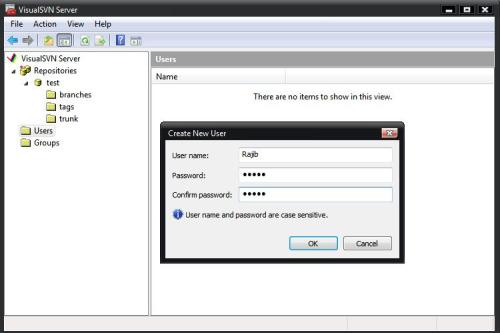 VisualSVN Server
File Action View Help
VisualSVN Server
Repositories
test
branches
tags
trunk
Users
Groups
Users
Name
There are no items to show in this view.
Create New User
User name: Rajib
Password: •••••
Confirm password: •••••
User name and password are case sensitive.
OK Cancel